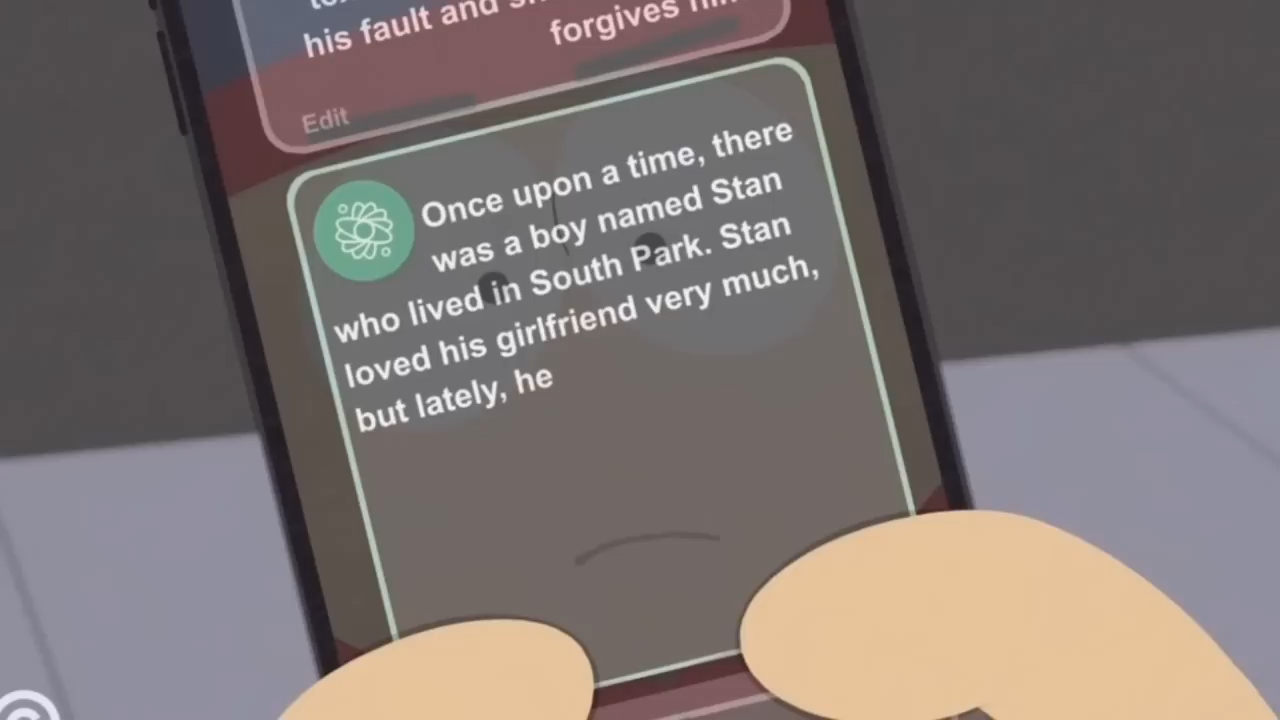 his fault and
forgives
Edit
Once upon a time, there
was a boy named Stan
who lived in South Park. Stan
loved his girlfriend very much,
but lately, he